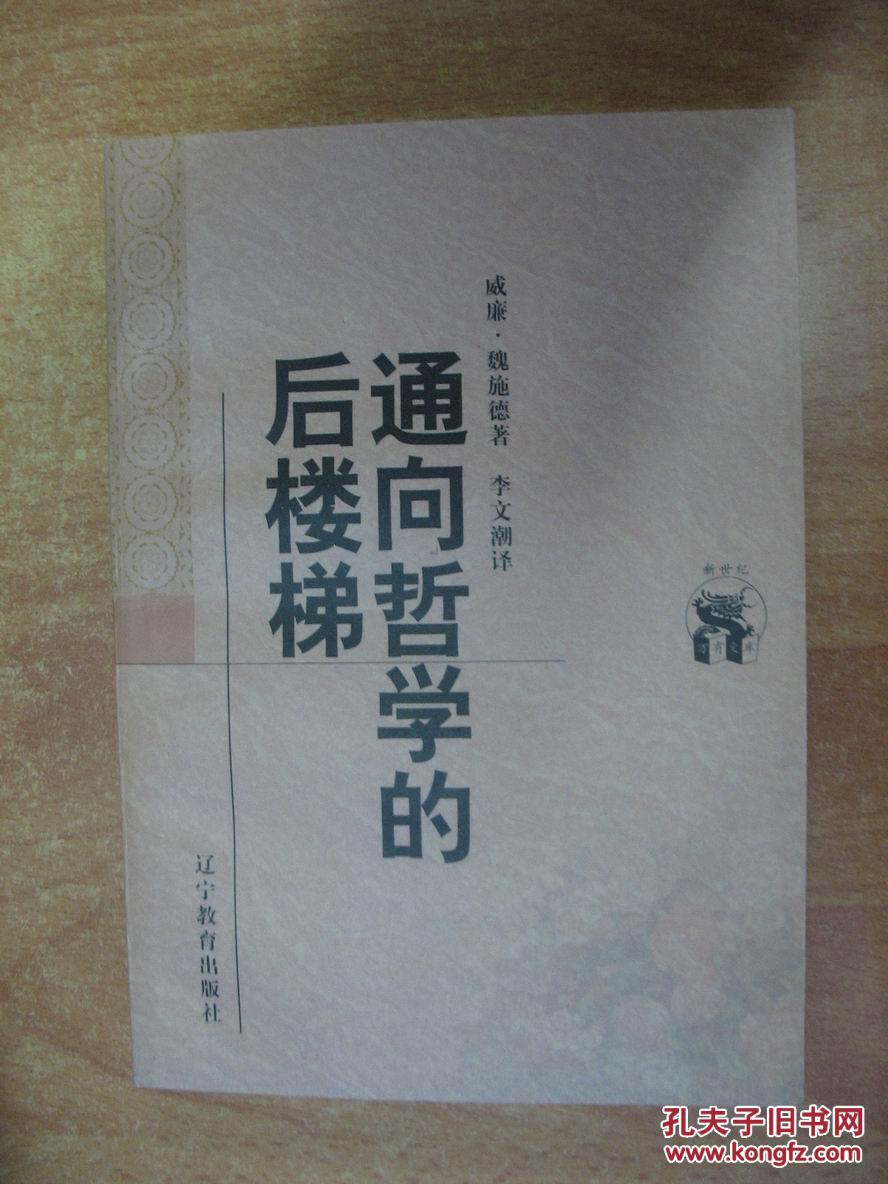 威廉·魏施德著 李文潮译
通向哲学的
后楼梯
辽宁教育出版社
新世纪
万有文库
孔夫子旧书网
www.kongfz.com